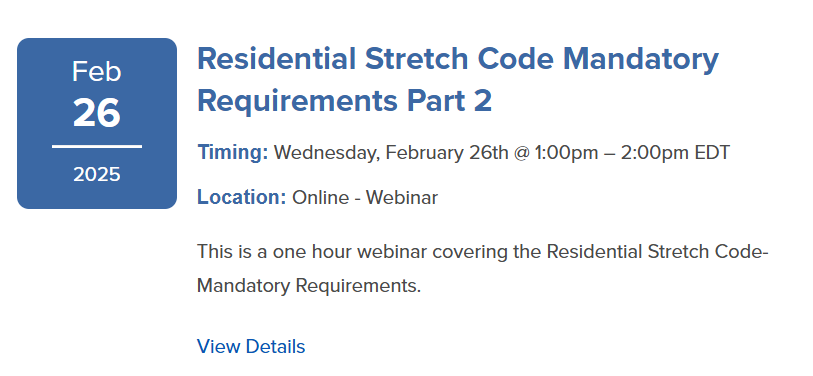 Feb
26
2025
Residential Stretch Code Mandatory
Requirements Part 2
Timing: Wednesday, February 26th @ 1:00pm – 2:00pm EDT
Location: Online - Webinar
This is a one hour webinar covering the Residential Stretch Code-
Mandatory Requirements.
View Details